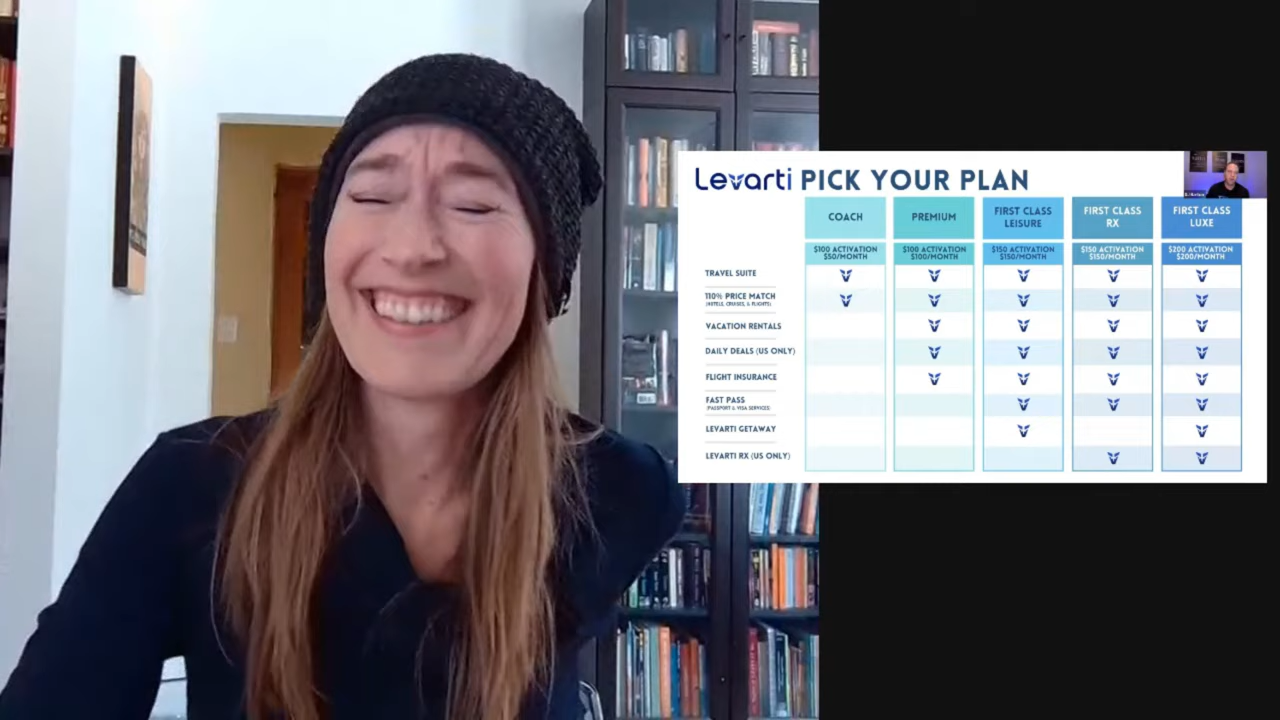 Levarti PICK YOUR PLAN
COACH
PREMIUM
FIRST CLASS
LEISURE
FIRST CLASS
RX
FIRST CLASS
LUXE
$100 ACTIVATION
$50/MONTH
$100 ACTIVATION
$100/MONTH
$150 ACTIVATION
$150/MONTH
$150 ACTIVATION
$150/MONTH
$200 ACTIVATION
$200/MONTH
TRAVEL SUITE
110% PRICE MATCH
(HOTELS, CRUISES, & FLIGHTS)
VACATION RENTALS
DAILY DEALS (US ONLY)
FLIGHT INSURANCE
FAST PASS
(PASSPORT & VISA SERVICES)
LEVARTI GETAWAY
LEVARTI RX (US ONLY)